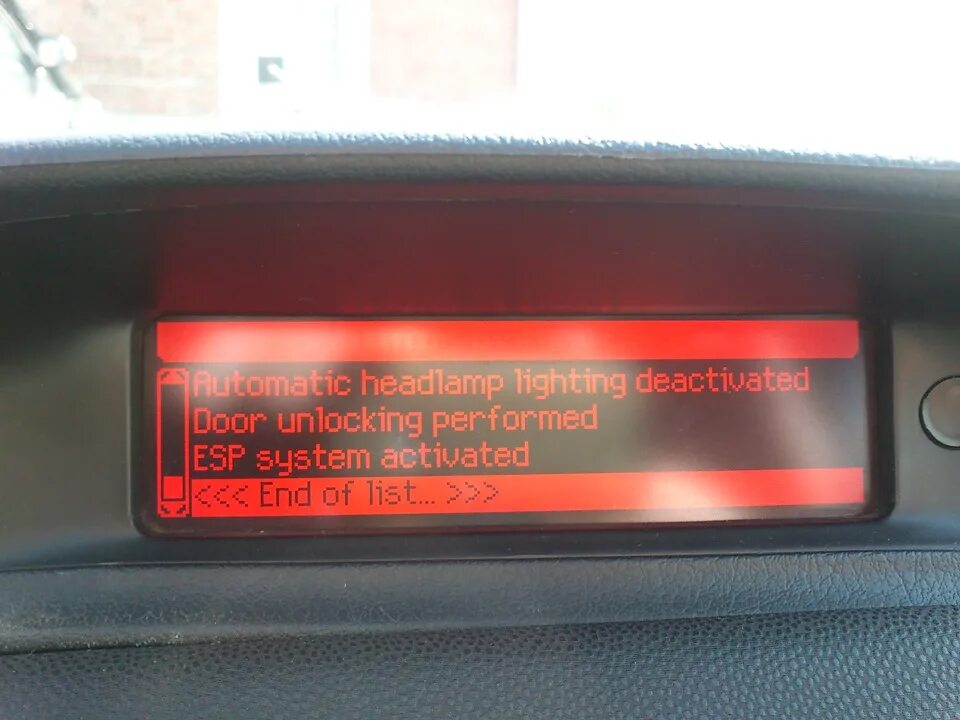 Automatic headlamp lighting deactivated
Door unlocking performed
ESP system activated
<<< End of list... >>>